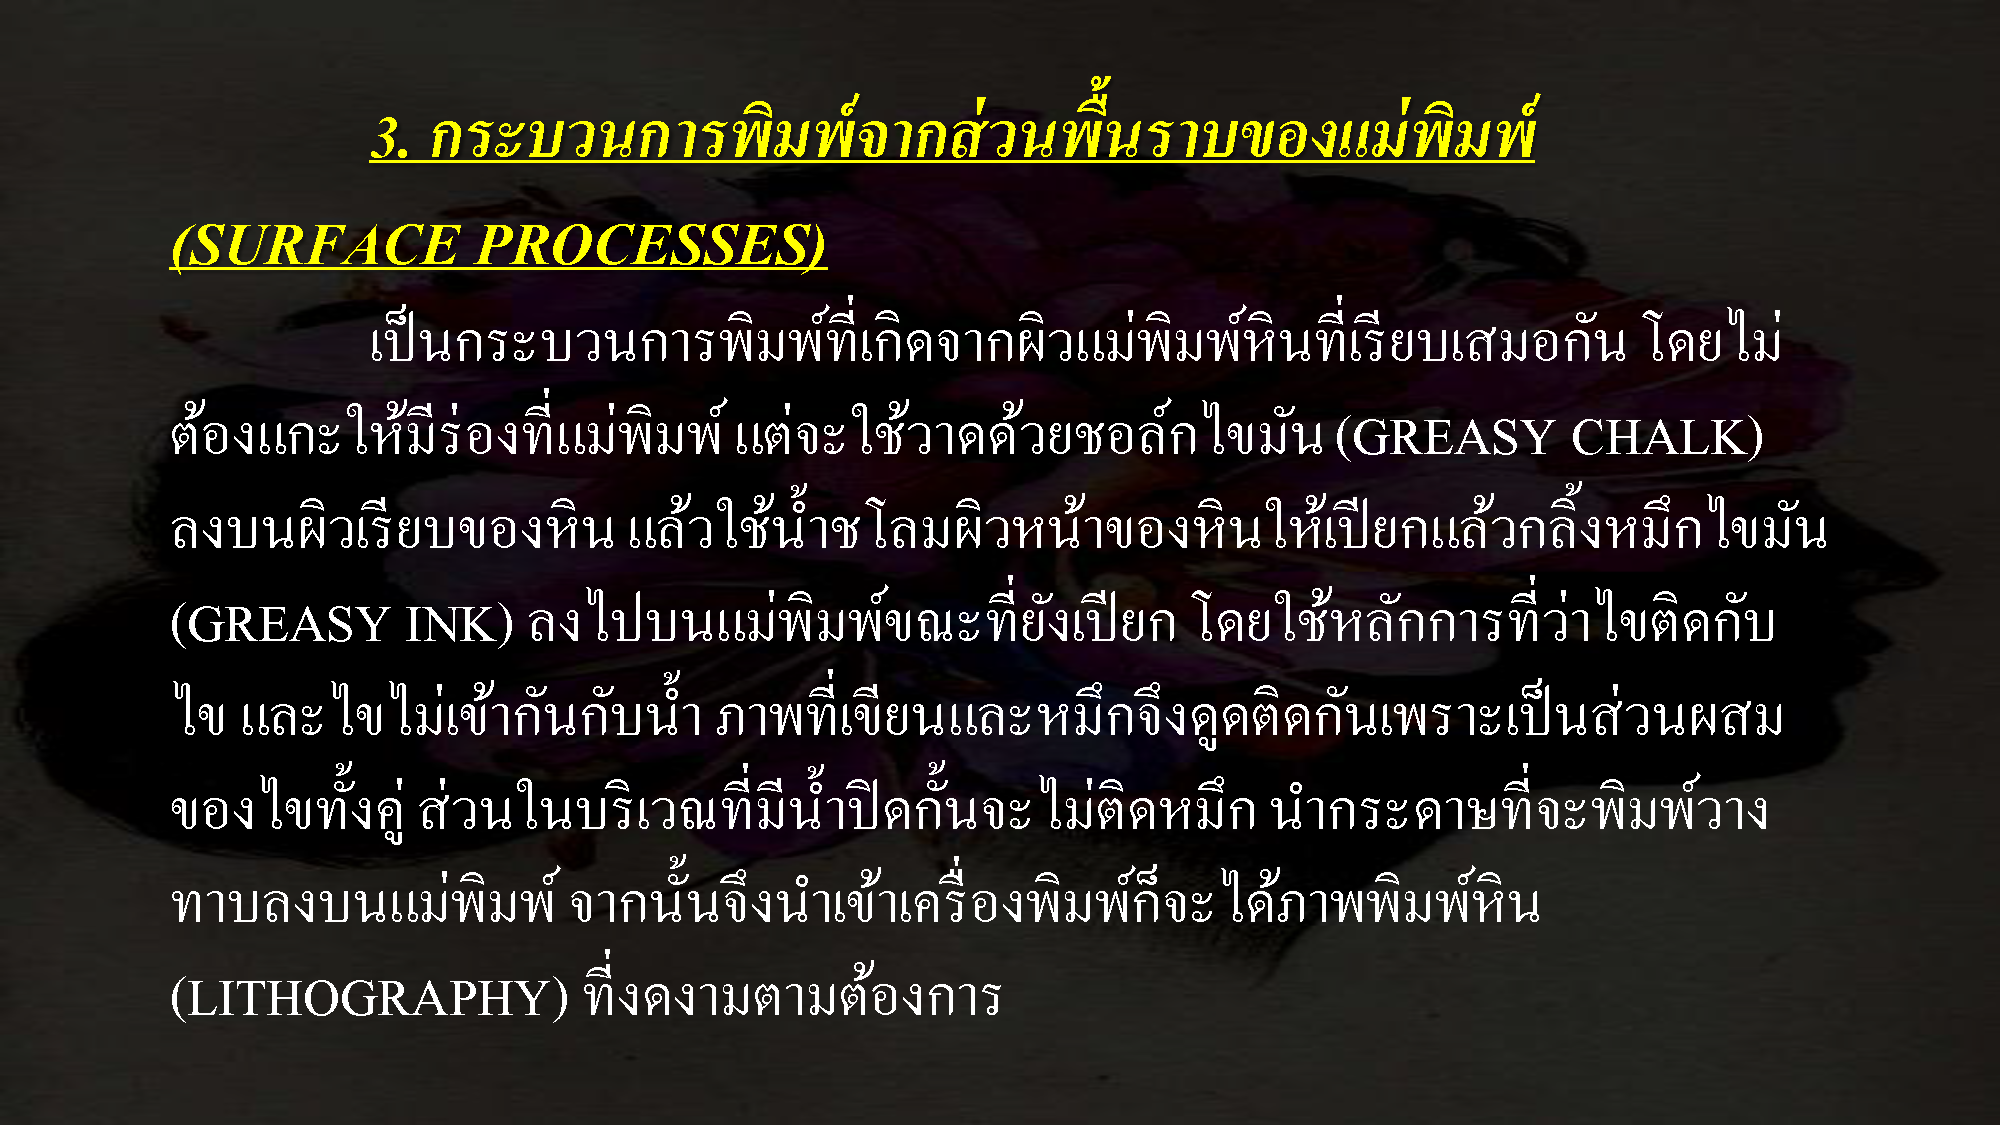 3. กระบวนการพิมพ์จากส่วนพื้นราบของแม่พิมพ์
(SURFACE PROCESSES)
เป็นกระบวนการพิมพ์ที่เกิดจากผิวแม่พิมพ์หินที่เรียบเสมอกัน โดยไม่
ต้องแกะให้มีร่องที่แม่พิมพ์ แต่จะใช้วาดด้วยชอล์กไขมัน (GREASY CHALK)
ลงบนผิวเรียบของหิน แล้วใช้น้ำชโลมผิวหน้าของหินให้เปียกแล้วกลิ้งหมึกไขมัน
(GREASY INK) ลงไปบนแม่พิมพ์ขณะที่ยังเปียก โดยใช้หลักการที่ว่าไขติดกับ
ไข และไขไม่เข้ากันกับน้ำ ภาพที่เขียนและหมึกจึงดูดติดกันเพราะเป็นส่วนผสม
ของไขทั้งคู่ ส่วนในบริเวณที่มีน้ำปิดกั้นจะไม่ติดหมึก นำกระดาษที่จะพิมพ์วาง
ทาบลงบนแม่พิมพ์ จากนั้นจึงนำเข้าเครื่องพิมพ์ก็จะได้ภาพพิมพ์หิน
(LITHOGRAPHY) ที่งดงามตามต้องการ